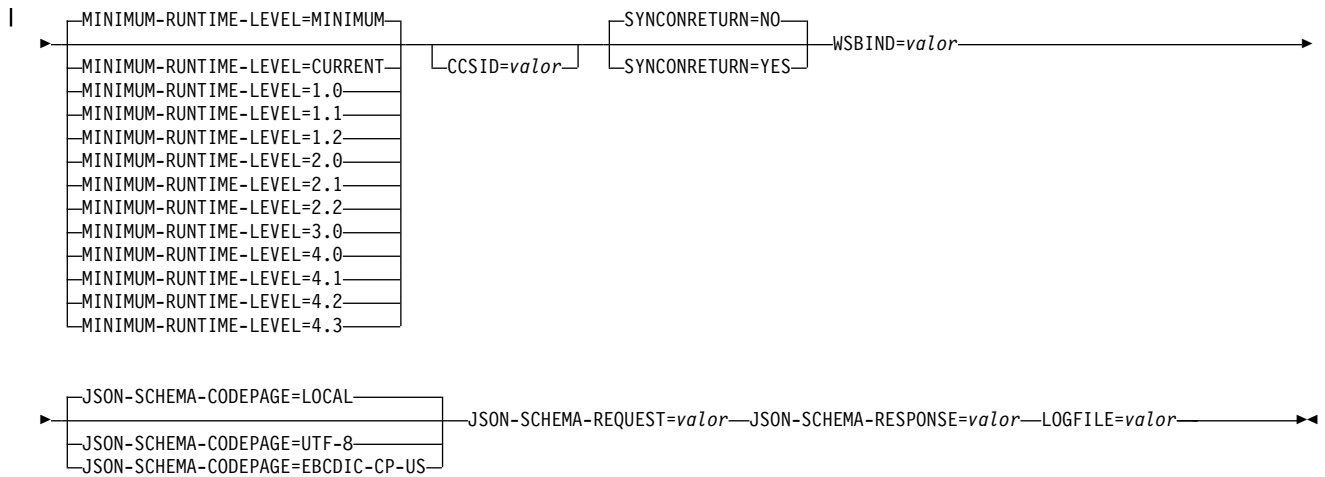 MINIMUM-RUNTIME-LEVEL=MINIMUM SYNCONRETURN=NO
WSBIND=valor
MINIMUM-RUNTIME-LEVEL=CURRENT CCSID=valor SYNCONRETURN=YES
MINIMUM-RUNTIME-LEVEL=1.0
MINIMUM-RUNTIME-LEVEL=1.1
MINIMUM-RUNTIME-LEVEL=1.2
MINIMUM-RUNTIME-LEVEL=2.0
MINIMUM-RUNTIME-LEVEL=2.1
MINIMUM-RUNTIME-LEVEL=2.2
MINIMUM-RUNTIME-LEVEL=3.0
MINIMUM-RUNTIME-LEVEL=4.0
MINIMUM-RUNTIME-LEVEL=4.1
MINIMUM-RUNTIME-LEVEL=4.2
MINIMUM-RUNTIME-LEVEL=4.3
JSON-SCHEMA-CODEPAGE=LOCAL
JSON-SCHEMA-REQUEST=valor JSON-SCHEMA-RESPONSE=valor LOGFILE=valor
JSON-SCHEMA-CODEPAGE=UTF-8
JSON-SCHEMA-CODEPAGE=EBCDIC-CP-US